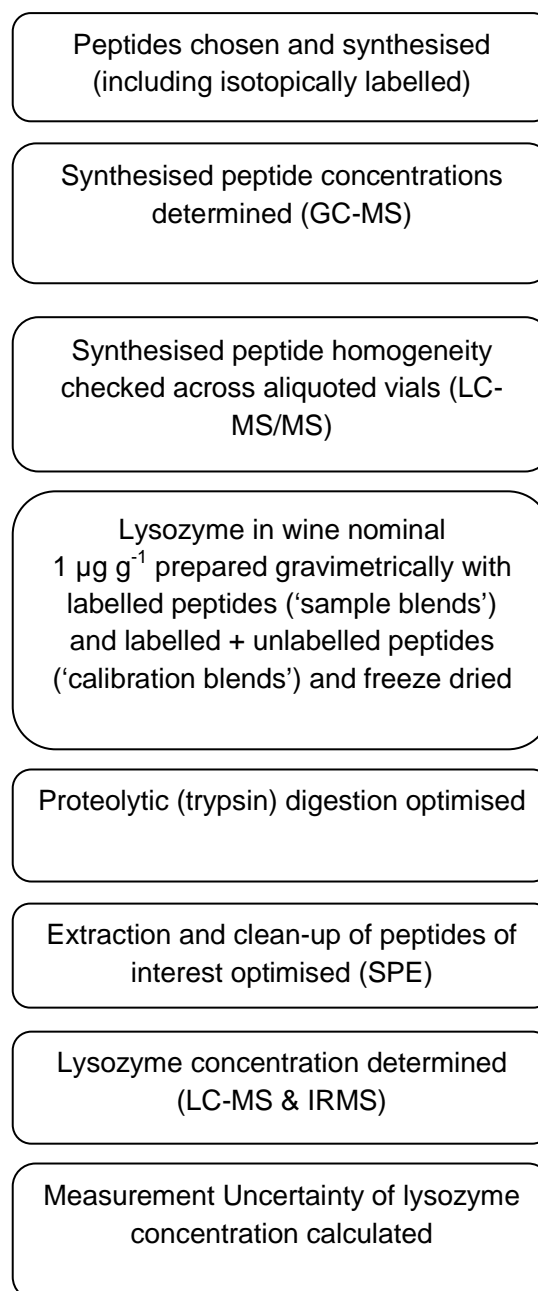 Peptides chosen and synthesised
(including isotopically labelled)
Synthesised peptide concentrations
determined (GC-MS)
Synthesised peptide homogeneity
checked across aliquoted vials (LC-
MS/MS)
Lysozyme in wine nominal
1 µg g⁻¹ prepared gravimetrically with
labelled peptides (‘sample blends’)
and labelled + unlabelled peptides
(‘calibration blends’) and freeze dried
Proteolytic (trypsin) digestion optimised
Extraction and clean-up of peptides of
interest optimised (SPE)
Lysozyme concentration determined
(LC-MS & IRMS)
Measurement Uncertainty of lysozyme
concentration calculated